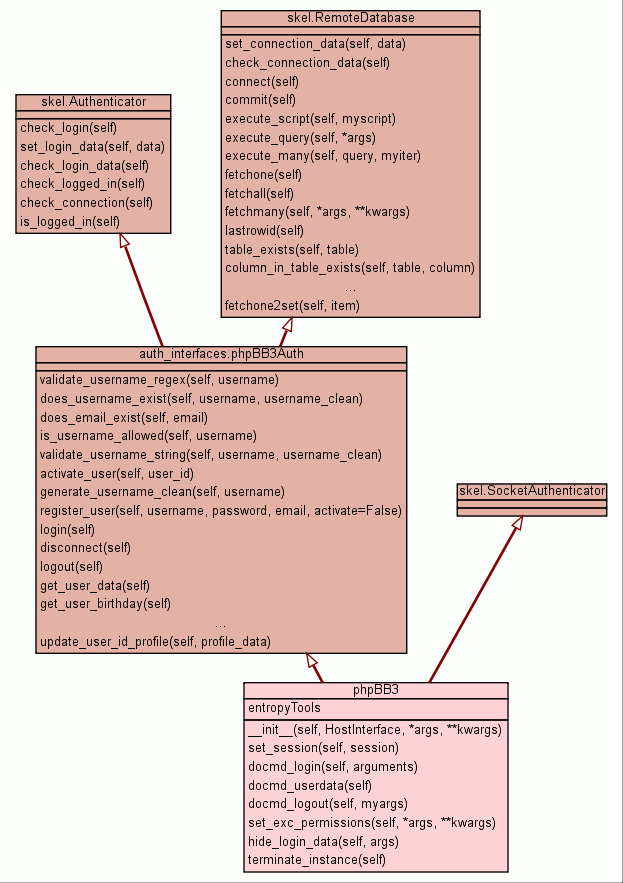 skel.RemoteDatabase
set_connection_data(self, data)
check_connection_data(self)
connect(self)
commit(self)
execute_script(self, myscript)
execute_query(self, *args)
execute_many(self, query, myiter)
fetchone(self)
fetchall(self)
fetchmany(self, *args, **kwargs)
lastrowid(self)
table_exists(self, table)
column_in_table_exists(self, table, column)
...
fetchone2set(self, item)
skel.Authenticator
check_login(self)
set_login_data(self, data)
check_login_data(self)
check_logged_in(self)
check_connection(self)
is_logged_in(self)
auth_interfaces.phpBB3Auth
validate_username_regex(self, username)
does_username_exist(self, username, username_clean)
does_email_exist(self, email)
is_username_allowed(self, username)
validate_username_string(self, username, username_clean)
activate_user(self, user_id)
generate_username_clean(self, username)
register_user(self, username, password, email, activate=False)
login(self)
disconnect(self)
logout(self)
get_user_data(self)
get_user_birthday(self)
...
update_user_id_profile(self, profile_data)
skel.SocketAuthenticator
phpBB3
entropyTools
__init__(self, HostInterface, *args, **kwargs)
set_session(self, session)
docmd_login(self, arguments)
docmd_userdata(self)
docmd_logout(self, myargs)
set_exc_permissions(self, *args, **kwargs)
hide_login_data(self, args)
terminate_instance(self)